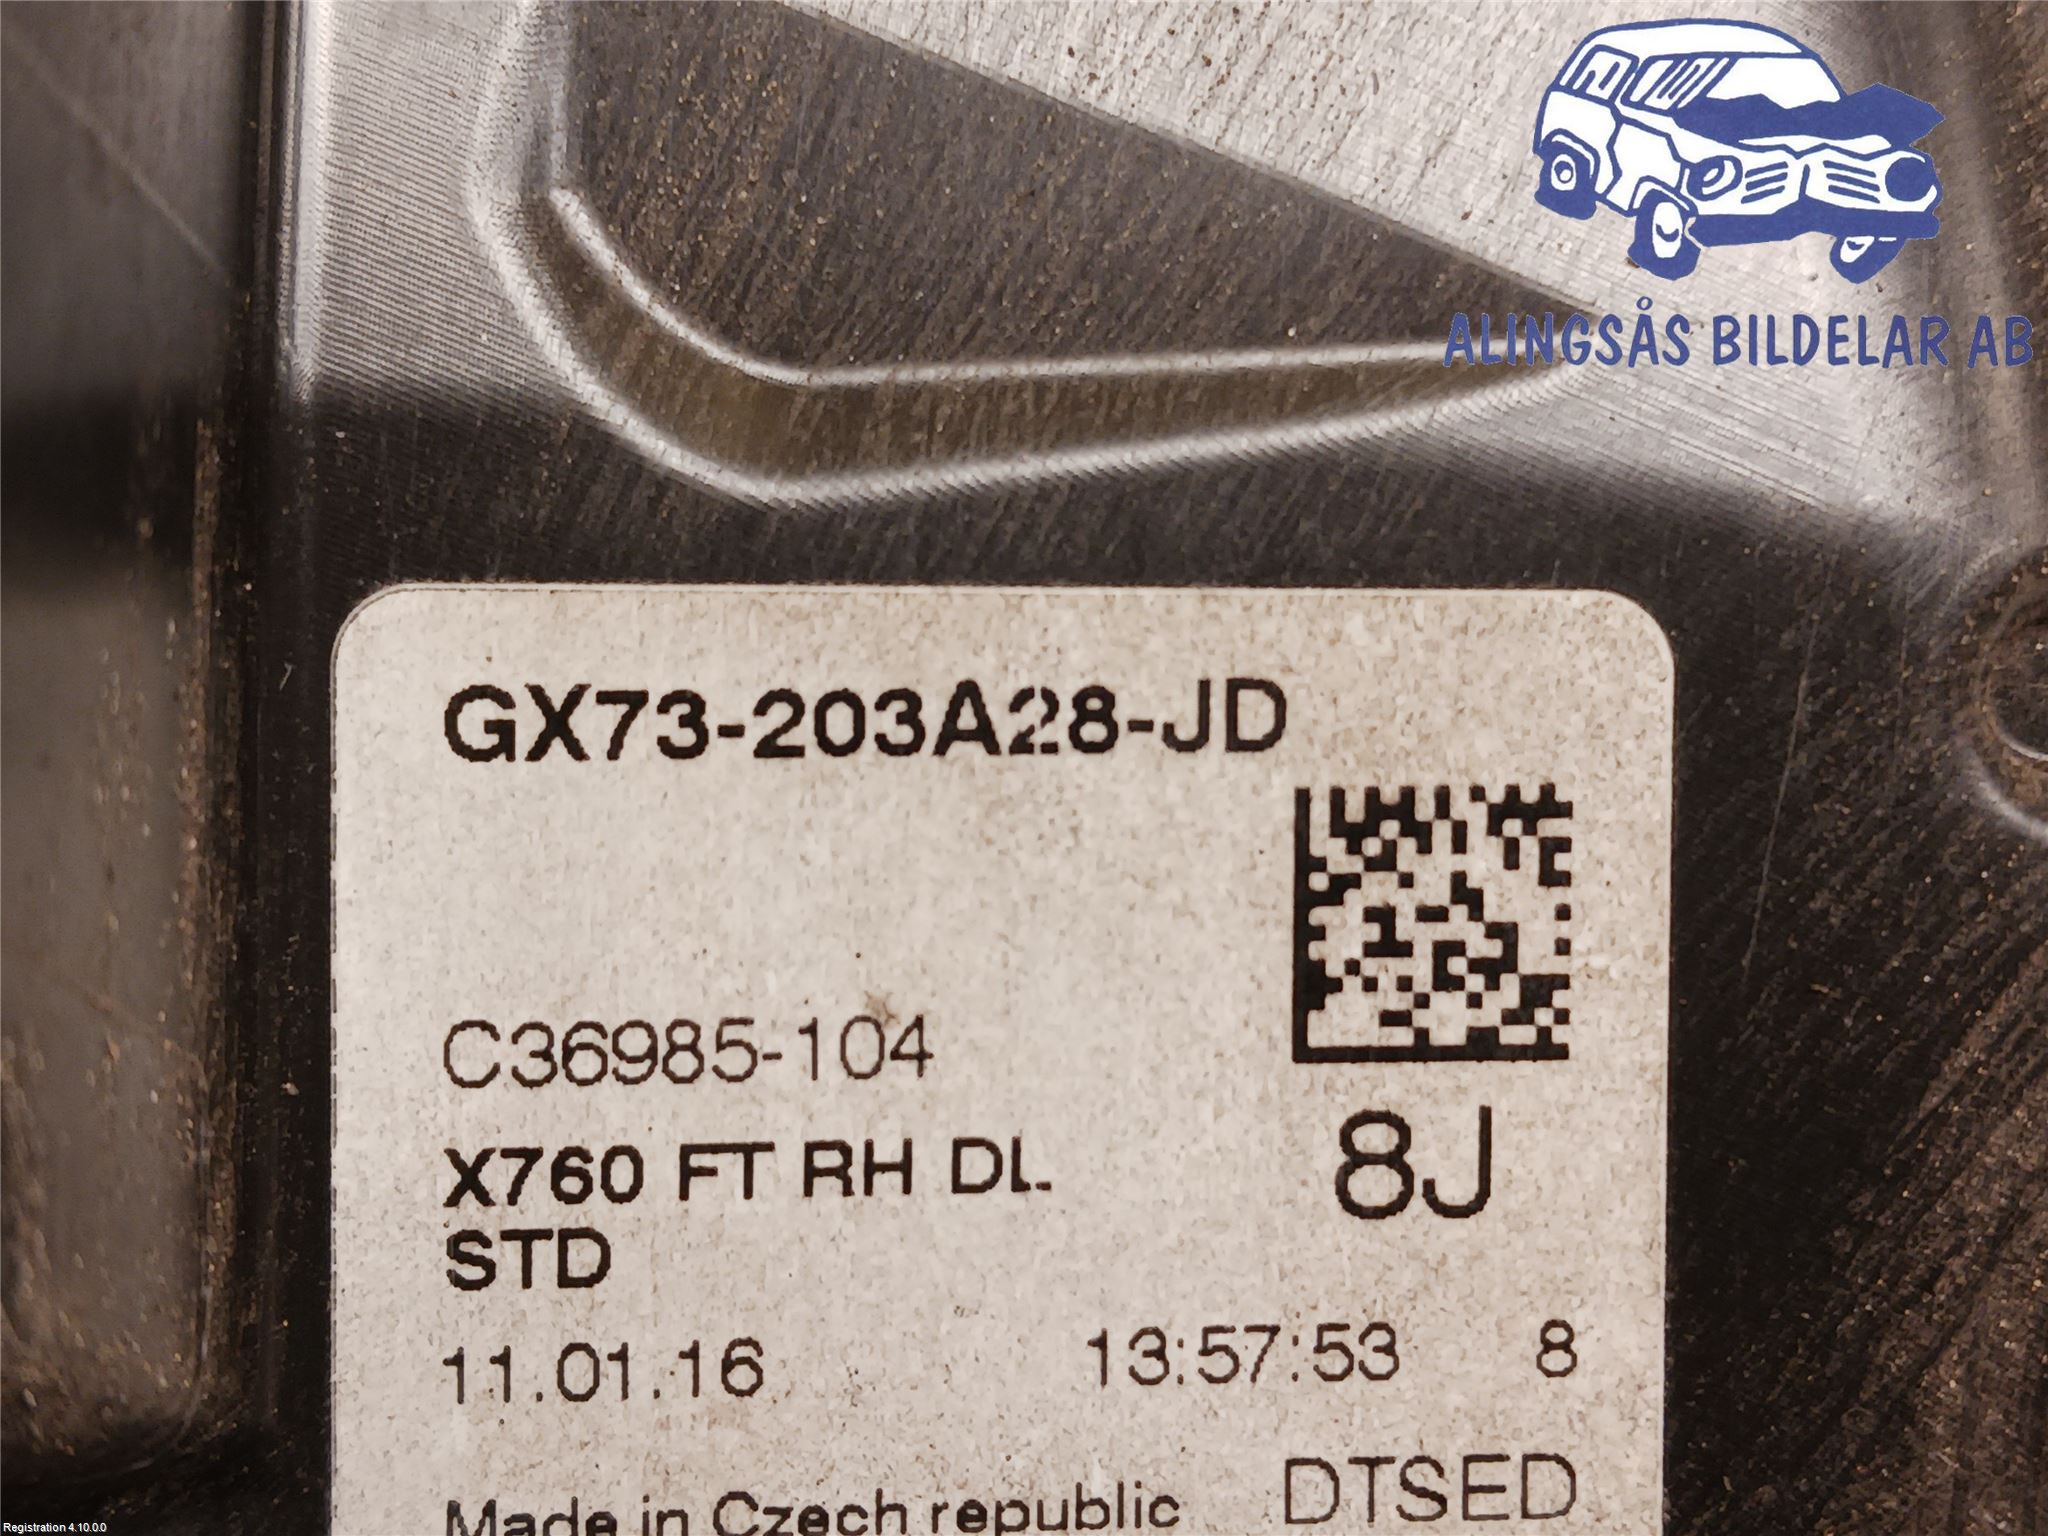 ALINGSÅS BILDELAR AB
GX73-203A28-JD
C36985-104
X760 FT RH DL
8J
STD
11.01.16 13:57:53 8
Made in Czech republic DTSED
Registration 4.10.0.0